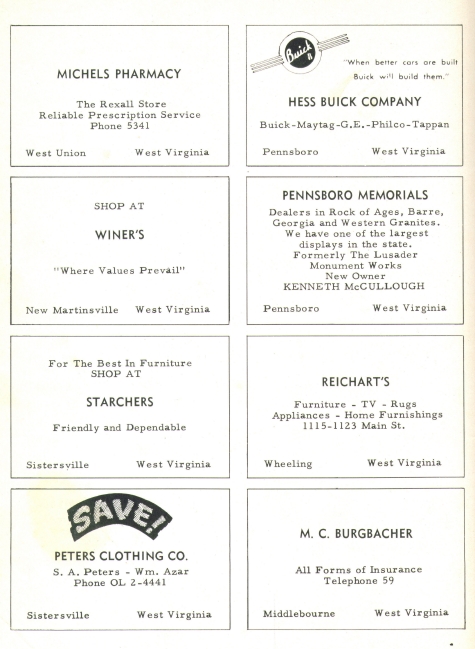 MICHELS PHARMACY
The Rexall Store
Reliable Prescription Service
Phone 5341
West Union West Virginia
Buick
8
"When better cars are built
Buick will build them."
HESS BUICK COMPANY
Buick-Maytag-G.E.-Philco-Tappan
Pennsboro West Virginia
SHOP AT
WINER'S
"Where Values Prevail"
New Martinsville West Virginia
PENNSBORO MEMORIALS
Dealers in Rock of Ages, Barre,
Georgia and Western Granites.
We have one of the largest
displays in the state.
Formerly The Lusader
Monument Works
New Owner
KENNETH McCULLOUGH
Pennsboro West Virginia
For The Best In Furniture
SHOP AT
STARCHERS
Friendly and Dependable
Sistersville West Virginia
REICHART'S
Furniture - TV - Rugs
Appliances - Home Furnishings
1115-1123 Main St.
Wheeling West Virginia
SAVE!
PETERS CLOTHING CO.
S. A. Peters - Wm. Azar
Phone OL 2-4441
Sistersville West Virginia
M. C. BURGBACHER
All Forms of Insurance
Telephone 59
Middlebourne West Virginia